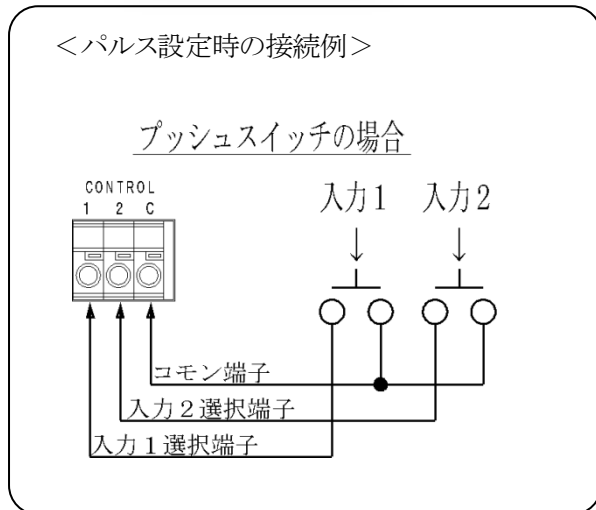 ＜パルス設定時の接続例＞
プッシュスイッチの場合
CONTROL
1 2 C
入力1 入力2
コモン端子
入力２選択端子
入力１選択端子